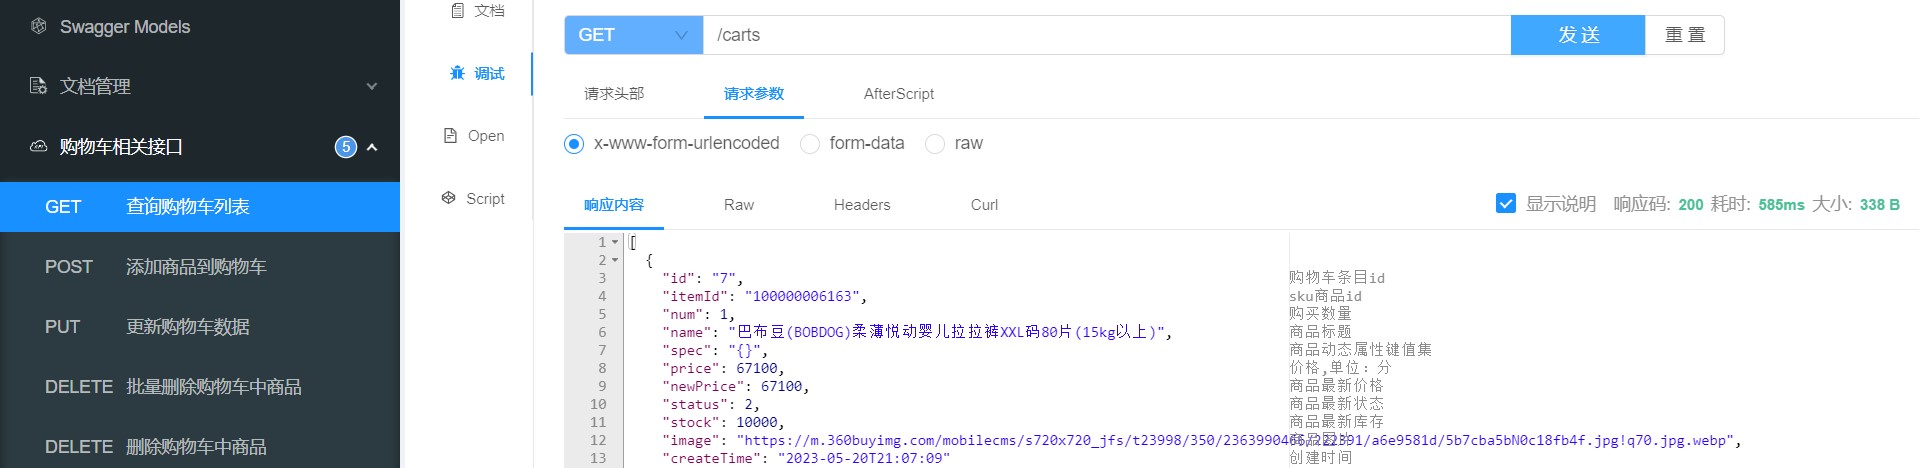 Swagger Models
文档管理
购物车相关接口 5
GET 查询购物车列表
POST 添加商品到购物车
PUT 更新购物车数据
DELETE 批量删除购物车中商品
DELETE 删除购物车中商品
文档
调试
Open
Script
GET /carts 发 送 重 置
请求头部 请求参数 AfterScript
x-www-form-urlencoded form-data raw
响应内容 Raw Headers Curl 显示说明 响应码: 200 耗时: 585ms 大小: 338 B
1 [
2 {
3 "id": "7", 购物车条目id
4 "itemId": "100000006163", sku商品id
5 "num": 1, 购买数量
6 "name": "巴布豆(BOBDOG)柔薄悦动婴儿拉拉裤XXL码80片(15kg以上)", 商品标题
7 "spec": "{}", 商品动态属性键值集
8 "price": 67100, 价格,单位：分
9 "newPrice": 67100, 商品最新价格
10 "status": 2, 商品最新状态
11 "stock": 10000, 商品最新库存
12 "image": "https://m.360buyimg.com/mobilecms/s720x720_jfs/t23998/350/2363990466/222391/a6e9581d/5b7cba5bN0c18fb4f.jpg!q70.jpg.webp",
13 "createTime": "2023-05-20T21:07:09" 创建时间